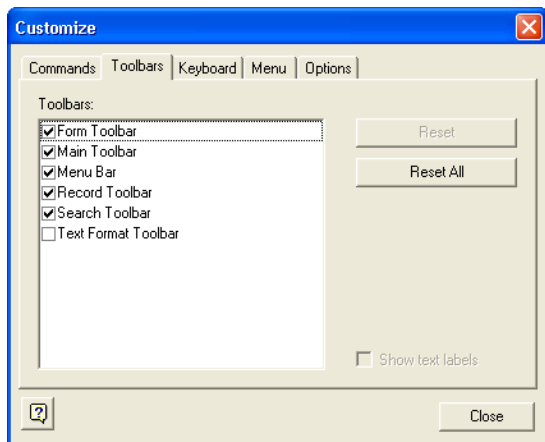 Customize
Commands Toolbars Keyboard Menu Options
Toolbars:
Form Toolbar
Main Toolbar
Menu Bar
Record Toolbar
Search Toolbar
Text Format Toolbar
Reset
Reset All
Show text labels
?
Close